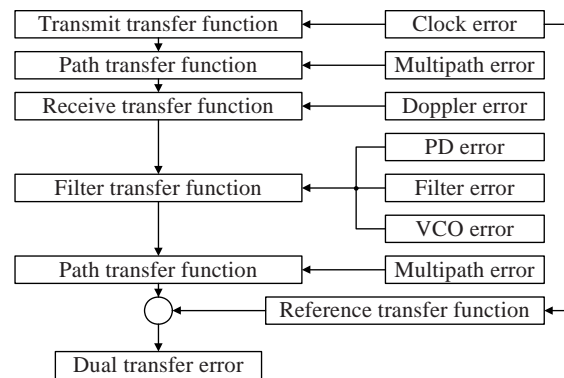 Transmit transfer function
Clock error
Path transfer function
Multipath error
Receive transfer function
Doppler error
PD error
Filter transfer function
Filter error
VCO error
Path transfer function
Multipath error
Reference transfer function
Dual transfer error